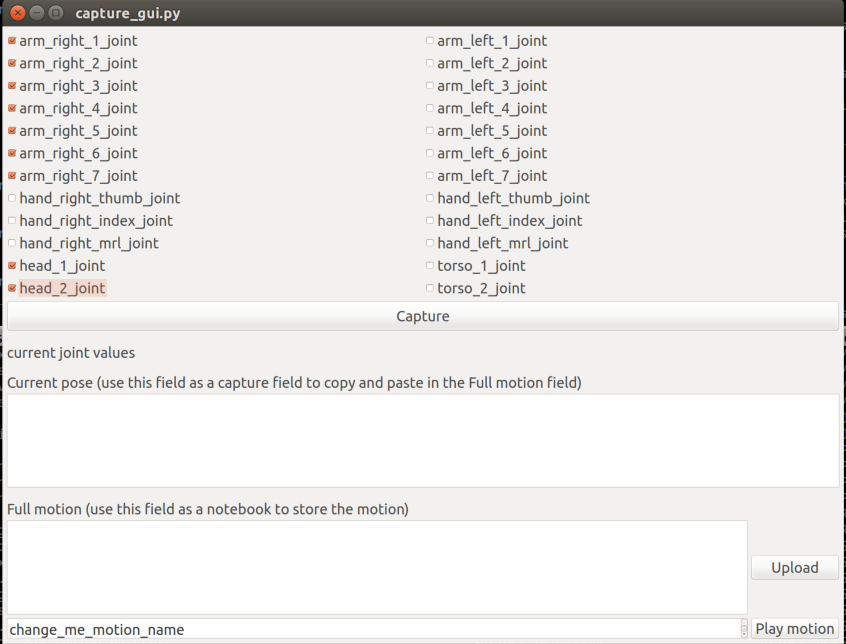 capture_gui.py
arm_right_1_joint arm_left_1_joint
arm_right_2_joint arm_left_2_joint
arm_right_3_joint arm_left_3_joint
arm_right_4_joint arm_left_4_joint
arm_right_5_joint arm_left_5_joint
arm_right_6_joint arm_left_6_joint
arm_right_7_joint arm_left_7_joint
hand_right_thumb_joint hand_left_thumb_joint
hand_right_index_joint hand_left_index_joint
hand_right_mrl_joint hand_left_mrl_joint
head_1_joint torso_1_joint
head_2_joint torso_2_joint
Capture
current joint values
Current pose (use this field as a capture field to copy and paste in the Full motion field)
Full motion (use this field as a notebook to store the motion)
Upload
change_me_motion_name Play motion